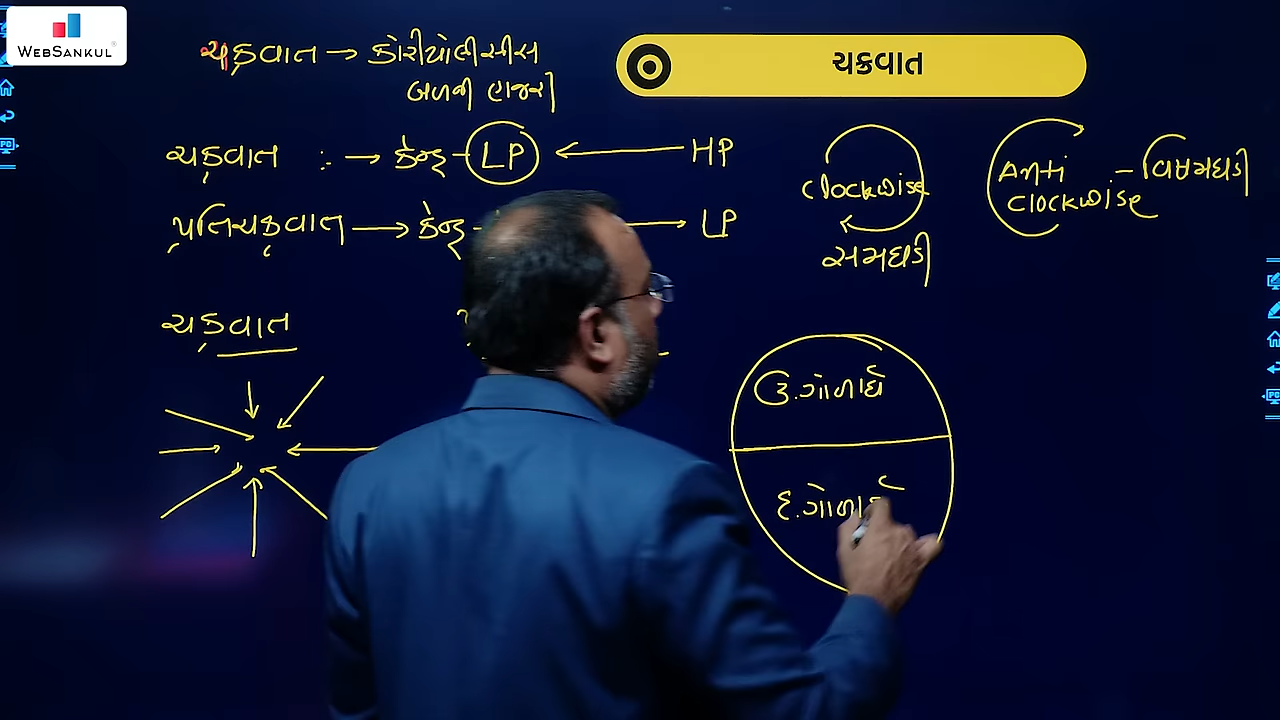 WEBSANKUL
ચક્રવાત
ચક્રવાત → કોરીયોલીસીસ
બળની હાજરી
ચક્રવાત :→ કેન્દ્ર - LP ← HP
પ્રતિચક્રવાત → કેન્દ્ર - → LP
clockwise
સમઘડી
Anti clockwise - વિષમઘડી
ચક્રવાત
ઉ.ગોળાર્ધ
દ.ગોળાર્ધ